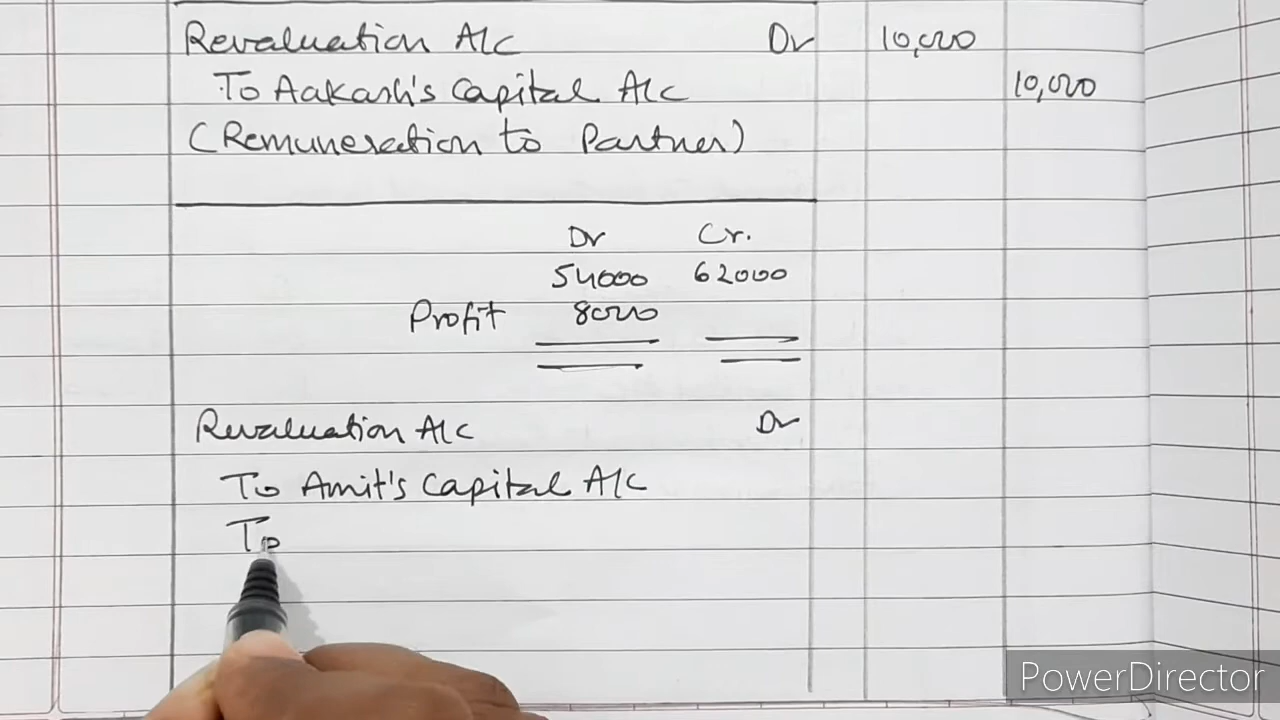 Revaluation A/c Dr 10,000
To Aakash's Capital A/c 10,000
(Remuneration to Partner)
Dr Cr.
54000 62000
Profit 8000
Revaluation A/c Dr
To Amit's Capital A/c
To
PowerDirector